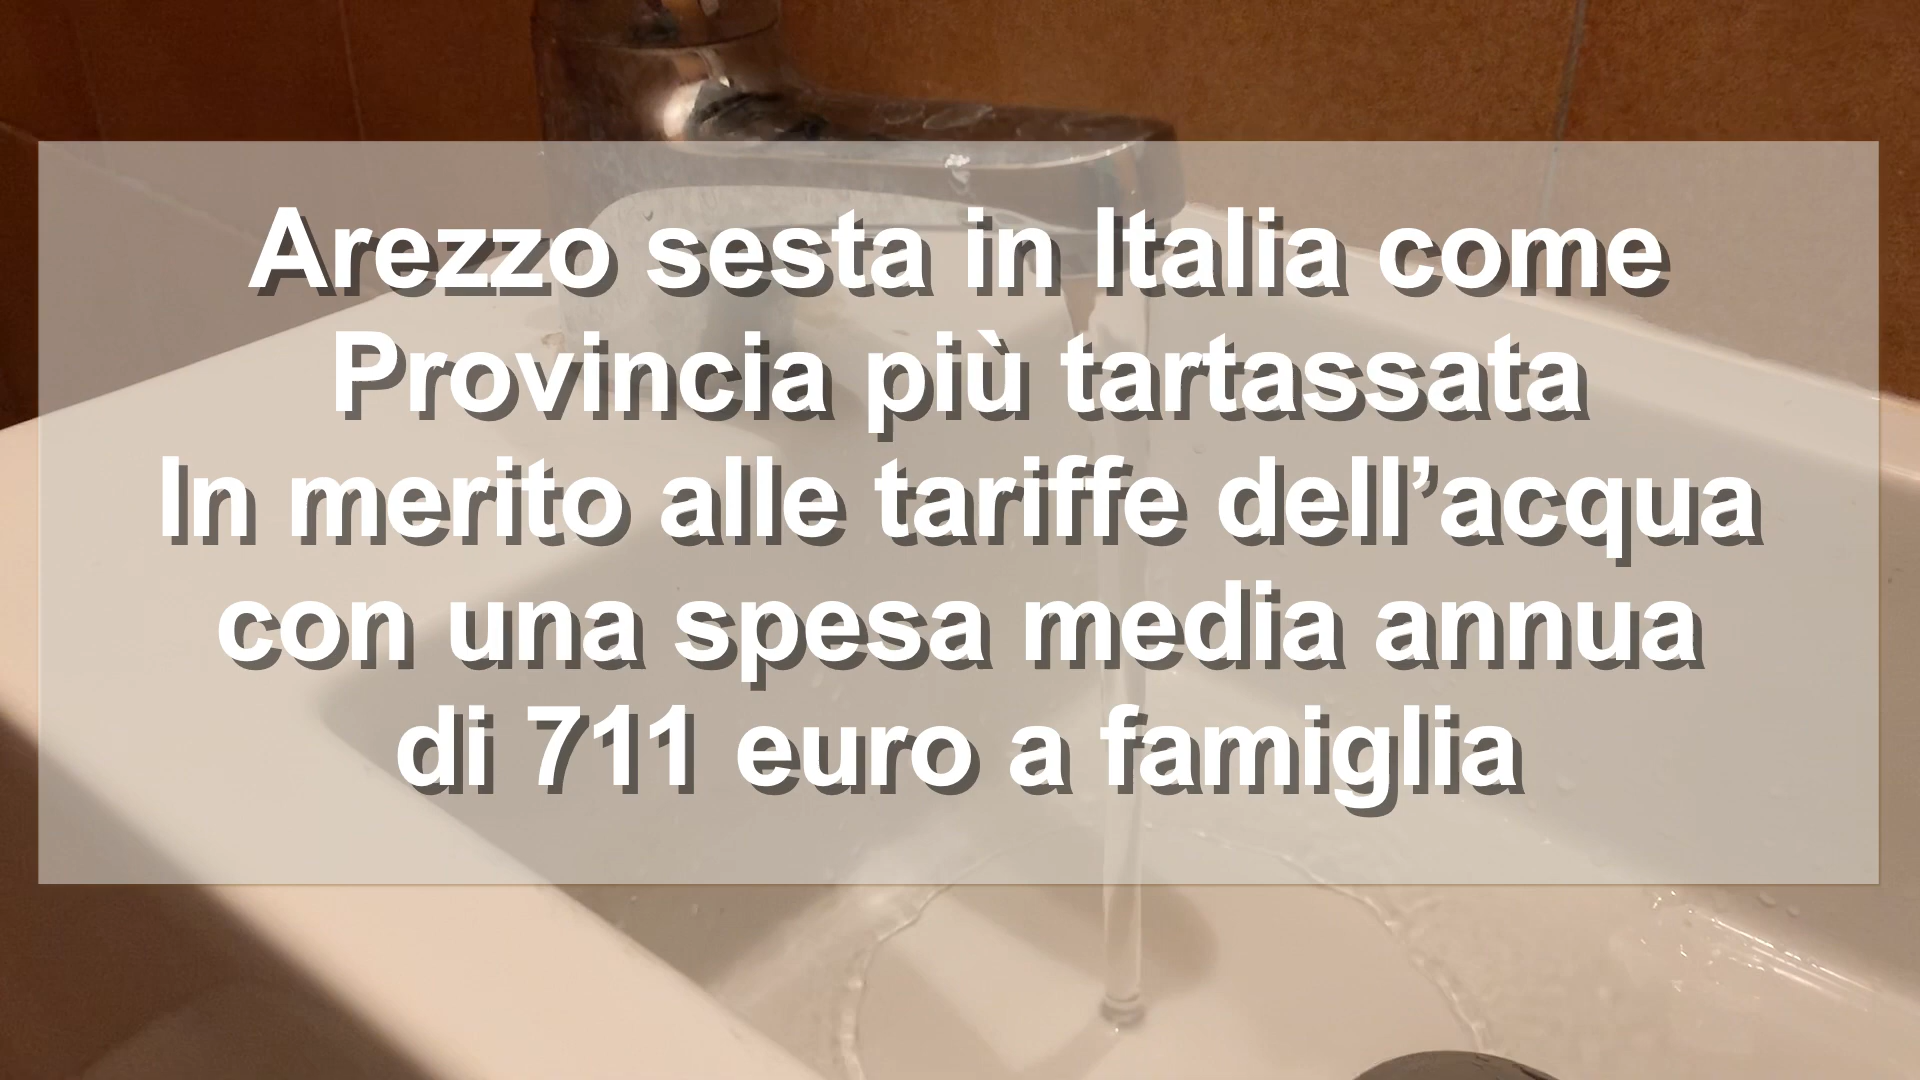 Arezzo sesta in Italia come
Provincia più tartassata
In merito alle tariffe dell’acqua
con una spesa media annua
di 711 euro a famiglia